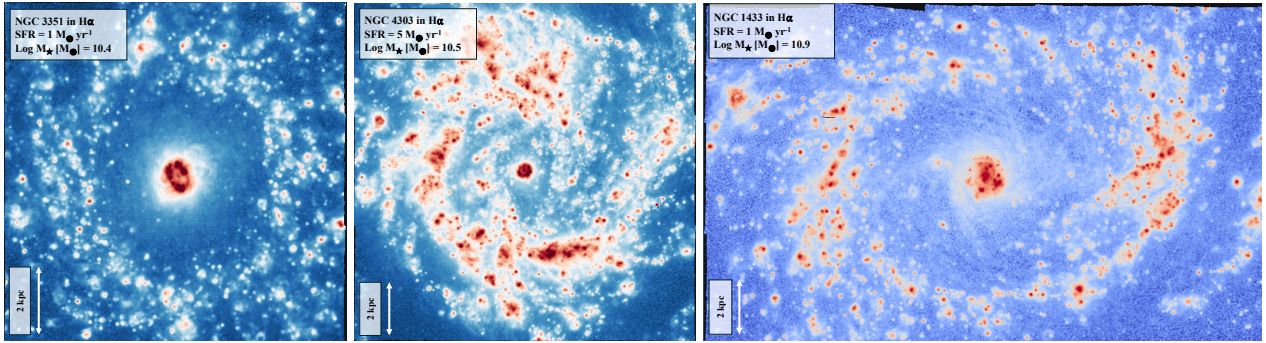 NGC 3351 in Hα
SFR = 1 M● yr⁻¹
Log M★ [M●] = 10.4
2 kpc
NGC 4303 in Hα
SFR = 5 M● yr⁻¹
Log M★ [M●] = 10.5
2 kpc
NGC 1433 in Hα
SFR = 1 M● yr⁻¹
Log M★ [M●] = 10.9
2 kpc